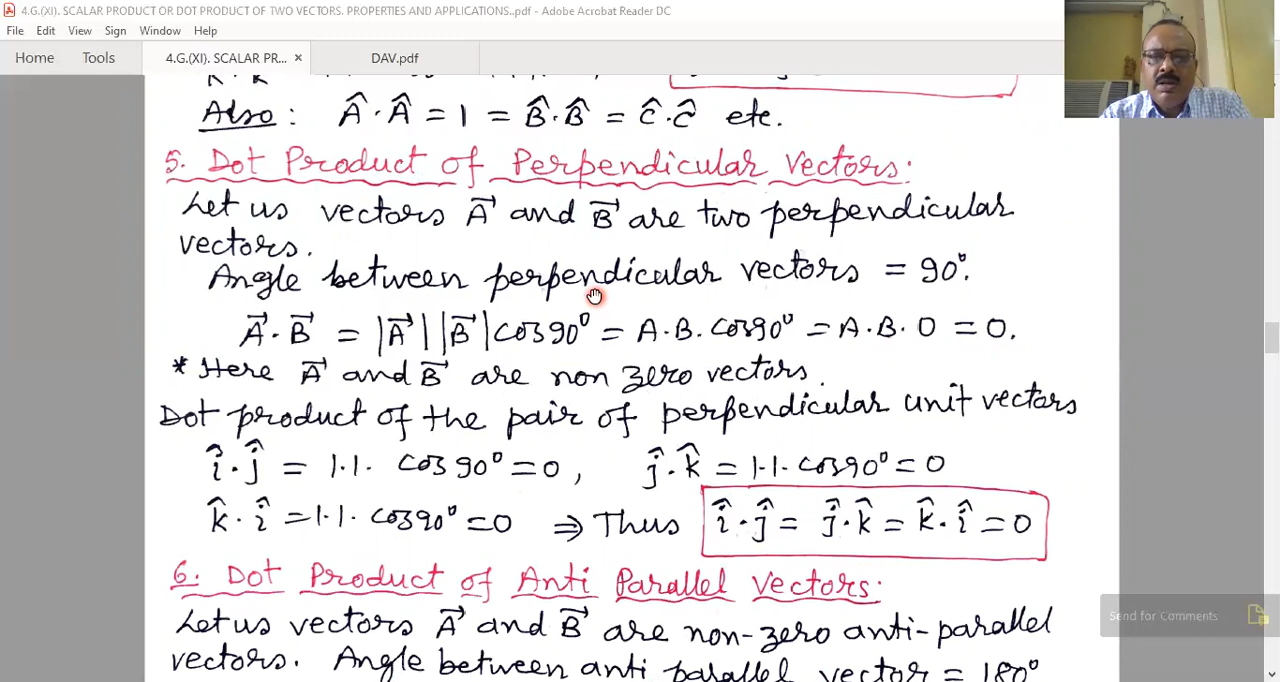 4.G.(XI). SCALAR PRODUCT OR DOT PRODUCT OF TWO VECTORS. PROPERTIES AND APPLICATIONS..pdf - Adobe Acrobat Reader DC
File Edit View Sign Window Help
Home Tools 4.G.(XI). SCALAR PR... × DAV.pdf
Also : Â·Â = 1 = B̂·B̂ = Ĉ·Ĉ etc.
5. Dot Product of Perpendicular Vectors:
Let us vectors A⃗ and B⃗ are two perpendicular
vectors.
Angle between perpendicular vectors = 90°.
A⃗·B⃗ = |A⃗||B⃗|cos90° = A.B.cos90° = A.B.0 = 0.
* Here A⃗ and B⃗ are non zero vectors.
Dot product of the pair of perpendicular unit vectors
î·ĵ = 1.1. cos90° = 0, ĵ·k̂ = 1.1.cos90° = 0
k̂·î = 1.1.cos90° = 0 ⇒ Thus î·ĵ = ĵ·k̂ = k̂·î = 0
6. Dot Product of Anti Parallel Vectors:
Let us vectors A⃗ and B⃗ are non-zero anti-parallel
vectors. Angle between anti parallel vector = 180°
Send for Comments